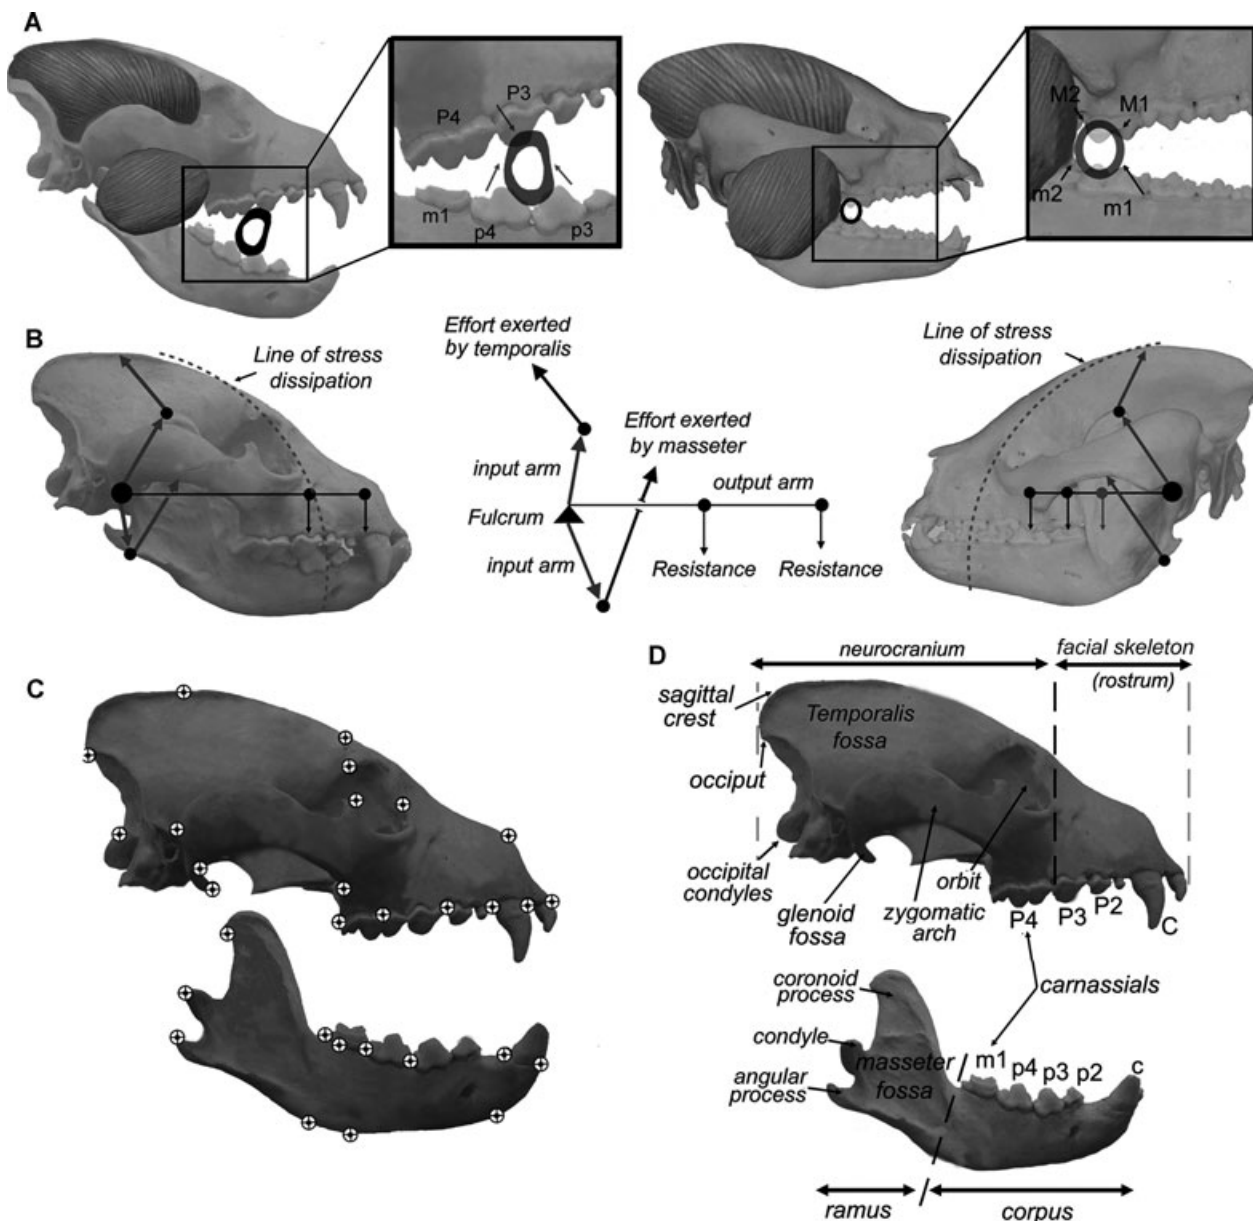 A
P4
P3
m1
p4
p3
M2
M1
m2
m1
B
Line of stress
dissipation
Effort exerted
by temporalis
Effort exerted
by masseter
input arm
output arm
Fulcrum
input arm
Resistance
Resistance
Line of stress
dissipation
C
D
neurocranium
facial skeleton
(rostrum)
sagittal
crest
Temporalis
fossa
occiput
occipital
condyles
glenoid
fossa
zygomatic
arch
orbit
P4
P3
P2
C
carnassials
coronoid
process
condyle
angular
process
masseter
fossa
m1
p4
p3
p2
c
ramus
corpus